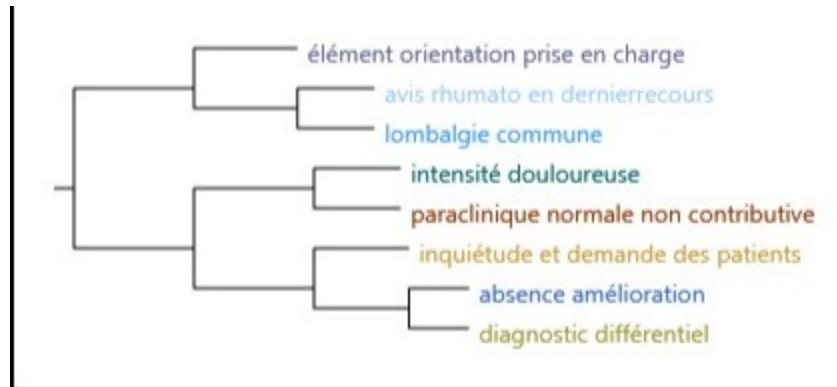 élément orientation prise en charge
avis rhumato en dernierrecours
lombalgie commune
intensité douloureuse
paraclinique normale non contributive
inquiétude et demande des patients
absence amélioration
diagnostic différentiel